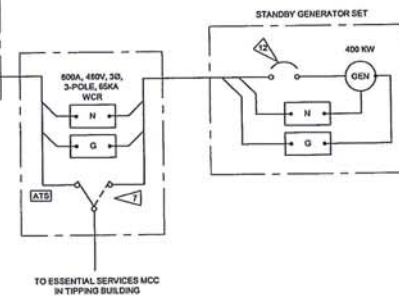 STANDBY GENERATOR SET
12
400 KW
GEN
N
G
600A, 480V, 3Ø,
3-POLE, 65KA
WCR
N
G
ATS
7
TO ESSENTIAL SERVICES MCC
IN TIPPING BUILDING